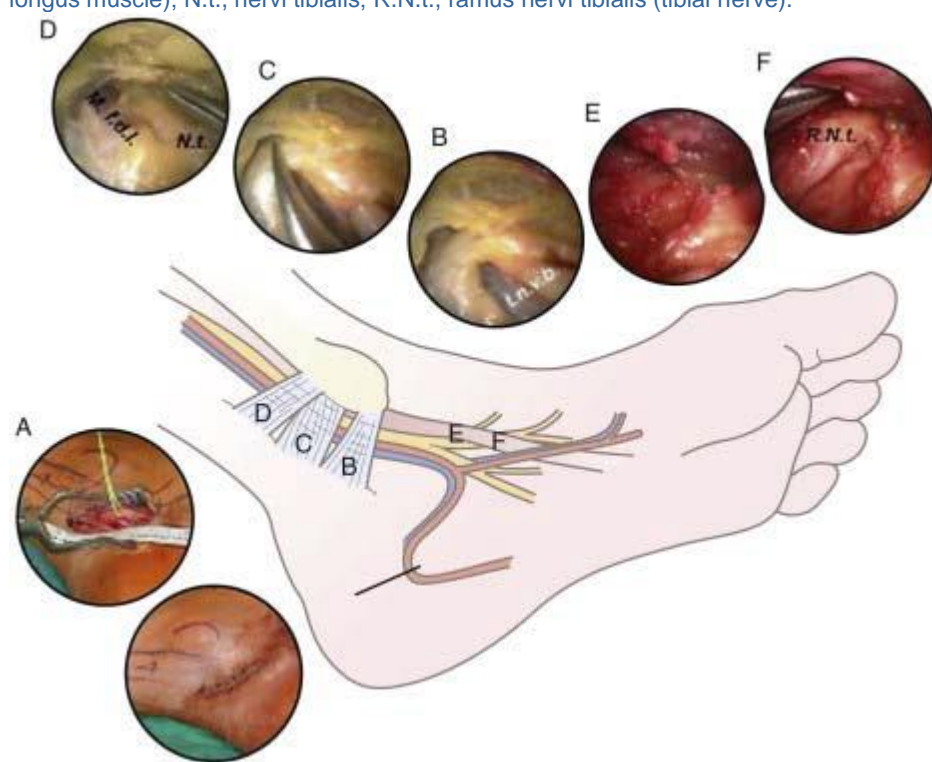 longus muscle); N.t., nervi tibialis; R.N.t., ramus nervi tibialis (tibial nerve).
D
C
F
B
E
M. f.d.l.
N.t.
R.N.t.
D
C
B
E
F
A